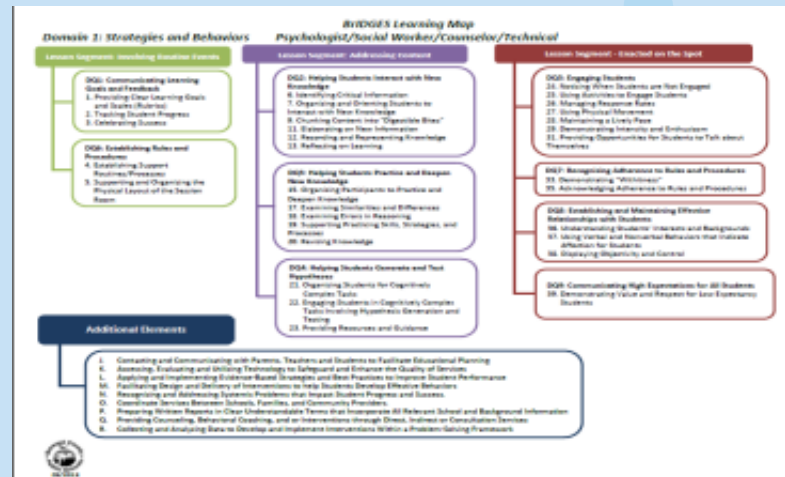 BrIDGES Learning Map
Domain 1: Strategies and Behaviors
Psychologist/Social Worker/Counselor/Technical
Lesson Segment: Involving Routine Events
DQ1: Communicating Learning
Goals and Feedback
1. Providing Clear Learning Goals
and Scales (Rubrics)
2. Tracking Student Progress
3. Celebrating Success
DQ6: Establishing Rules and
Procedures
4. Establishing Support
Routines/Processes
5. Supporting and Organizing the
Physical Layout of the Session
Room
Lesson Segment: Addressing Content
DQ2: Helping Students Interact with New
Knowledge
6. Identifying Critical Information
7. Organizing and Orienting Students to
Interact with New Knowledge
9. Chunking Content into "Digestible Bites"
11. Elaborating on New Information
12. Recording and Representing Knowledge
13. Reflecting on Learning
DQ3: Helping Students Practice and Deepen
New Knowledge
15. Organizing Participants to Practice and
Deepen Knowledge
17. Examining Similarities and Differences
18. Examining Errors in Reasoning
19. Supporting Practicing Skills, Strategies, and
Processes
20. Revising Knowledge
DQ4: Helping Students Generate and Test
Hypotheses
21. Organizing Students for Cognitively
Complex Tasks
22. Engaging Students in Cognitively Complex
Tasks Involving Hypothesis Generation and
Testing
23. Providing Resources and Guidance
Lesson Segment - Enacted on the Spot
DQ5: Engaging Students
24. Noticing When Students are Not Engaged
25. Using Activities to Engage Students
26. Managing Response Rates
27. Using Physical Movement
28. Maintaining a Lively Pace
29. Demonstrating Intensity and Enthusiasm
31. Providing Opportunities for Students to Talk about
Themselves
DQ7: Recognizing Adherence to Rules and Procedures
33. Demonstrating "Withitness"
35. Acknowledging Adherence to Rules and Procedures
DQ8: Establishing and Maintaining Effective
Relationships with Students
36. Understanding Students' Interests and Backgrounds
37. Using Verbal and Nonverbal Behaviors that Indicate
Affection for Students
38. Displaying Objectivity and Control
DQ9: Communicating High Expectations for All Students
39. Demonstrating Value and Respect for Low Expectancy
Students
Additional Elements
J. Contacting and Communicating with Parents, Teachers and Students to Facilitate Educational Planning
K. Accessing, Evaluating and Utilizing Technology to Safeguard and Enhance the Quality of Services
L. Applying and Implementing Evidence-Based Strategies and Best Practices to Improve Student Performance
M. Facilitating Design and Delivery of Interventions to help Students Develop Effective Behaviors
N. Recognizing and Addressing Systemic Problems that Impact Student Progress and Success
O. Coordinate Services Between Schools, Families, and Community Providers.
P. Preparing Written Reports in Clear Understandable Terms that Incorporate All Relevant School and Background Information
Q. Providing Counseling, Behavioral Coaching, and or Interventions through Direct, Indirect or Consultation Services
R. Collecting and Analyzing Data to Develop and Implement Interventions Within a Problem-Solving Framework